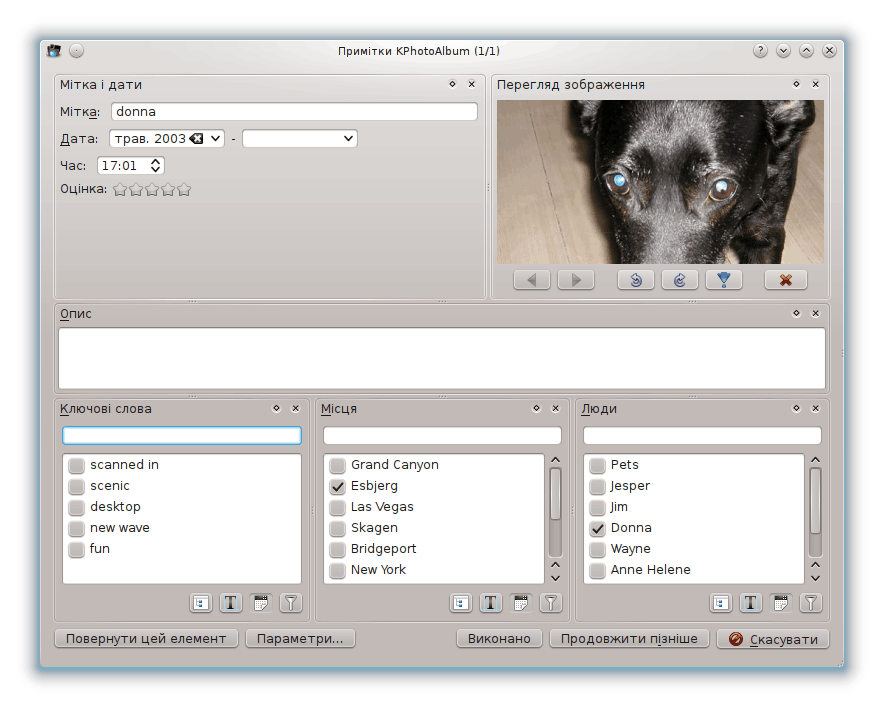 Примітки KPhotoAlbum (1/1)
Мітка і дати
Мітка: donna
Дата: трав. 2003 -
Час: 17:01
Оцінка:
Перегляд зображення
Опис
Ключові слова
scanned in
scenic
desktop
new wave
fun
Місця
Grand Canyon
Esbjerg
Las Vegas
Skagen
Bridgeport
New York
Люди
Pets
Jesper
Jim
Donna
Wayne
Anne Helene
Повернути цей елемент Параметри... Виконано Продовжити пізніше Скасувати